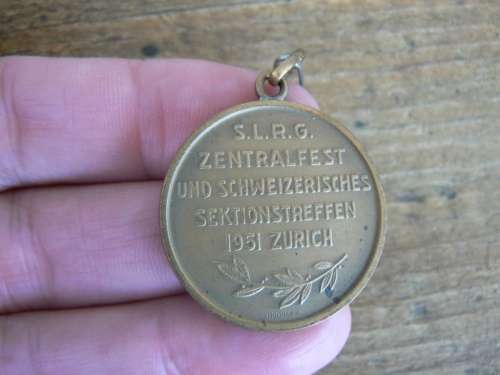 S.L.R.G.
ZENTRALFEST
UND SCHWEIZERISCHES
SEKTIONSTREFFEN
1951 ZURICH